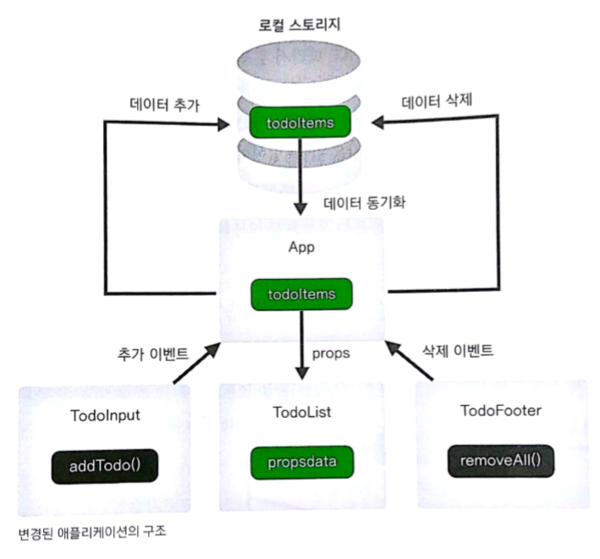 로컬 스토리지
데이터 추가
데이터 삭제
todoItems
데이터 동기화
App
todoItems
추가 이벤트
props
삭제 이벤트
TodoInput
TodoList
TodoFooter
addTodo()
propsdata
removeAll()
변경된 애플리케이션의 구조